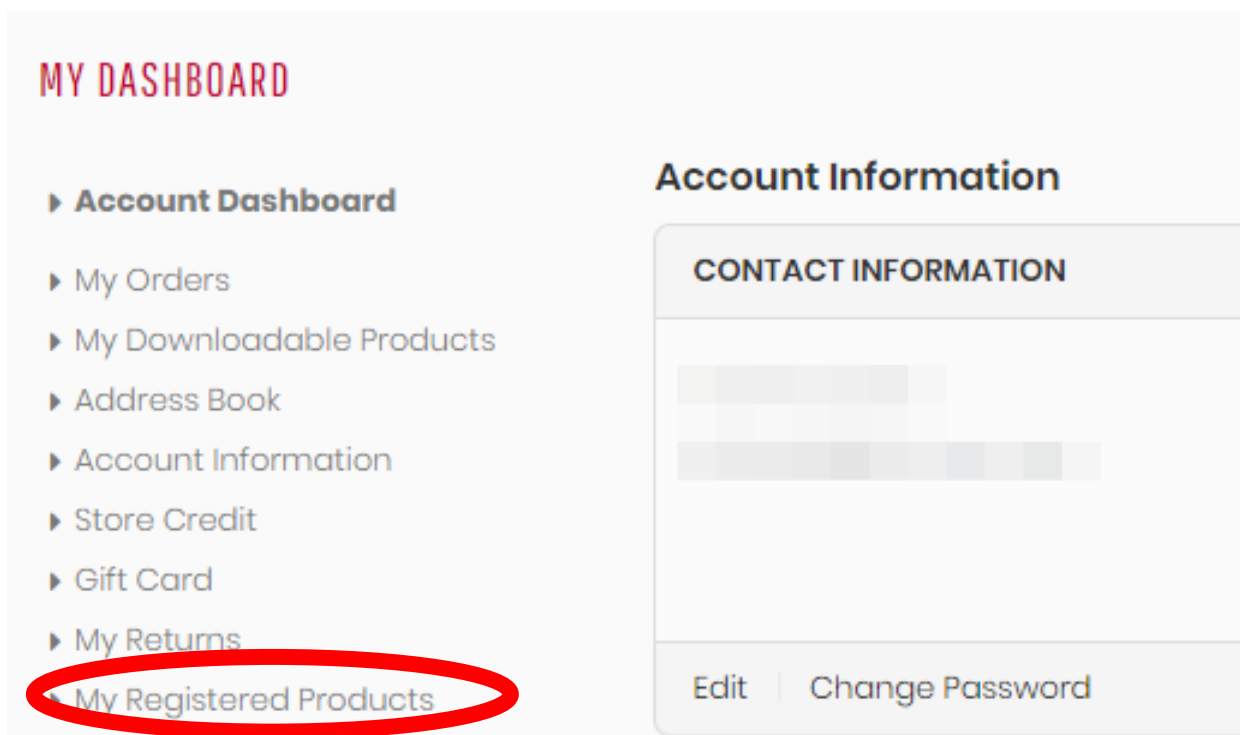 MY DASHBOARD
Account Dashboard
My Orders
My Downloadable Products
Address Book
Account Information
Store Credit
Gift Card
My Returns
My Registered Products
Account Information
CONTACT INFORMATION
Edit Change Password